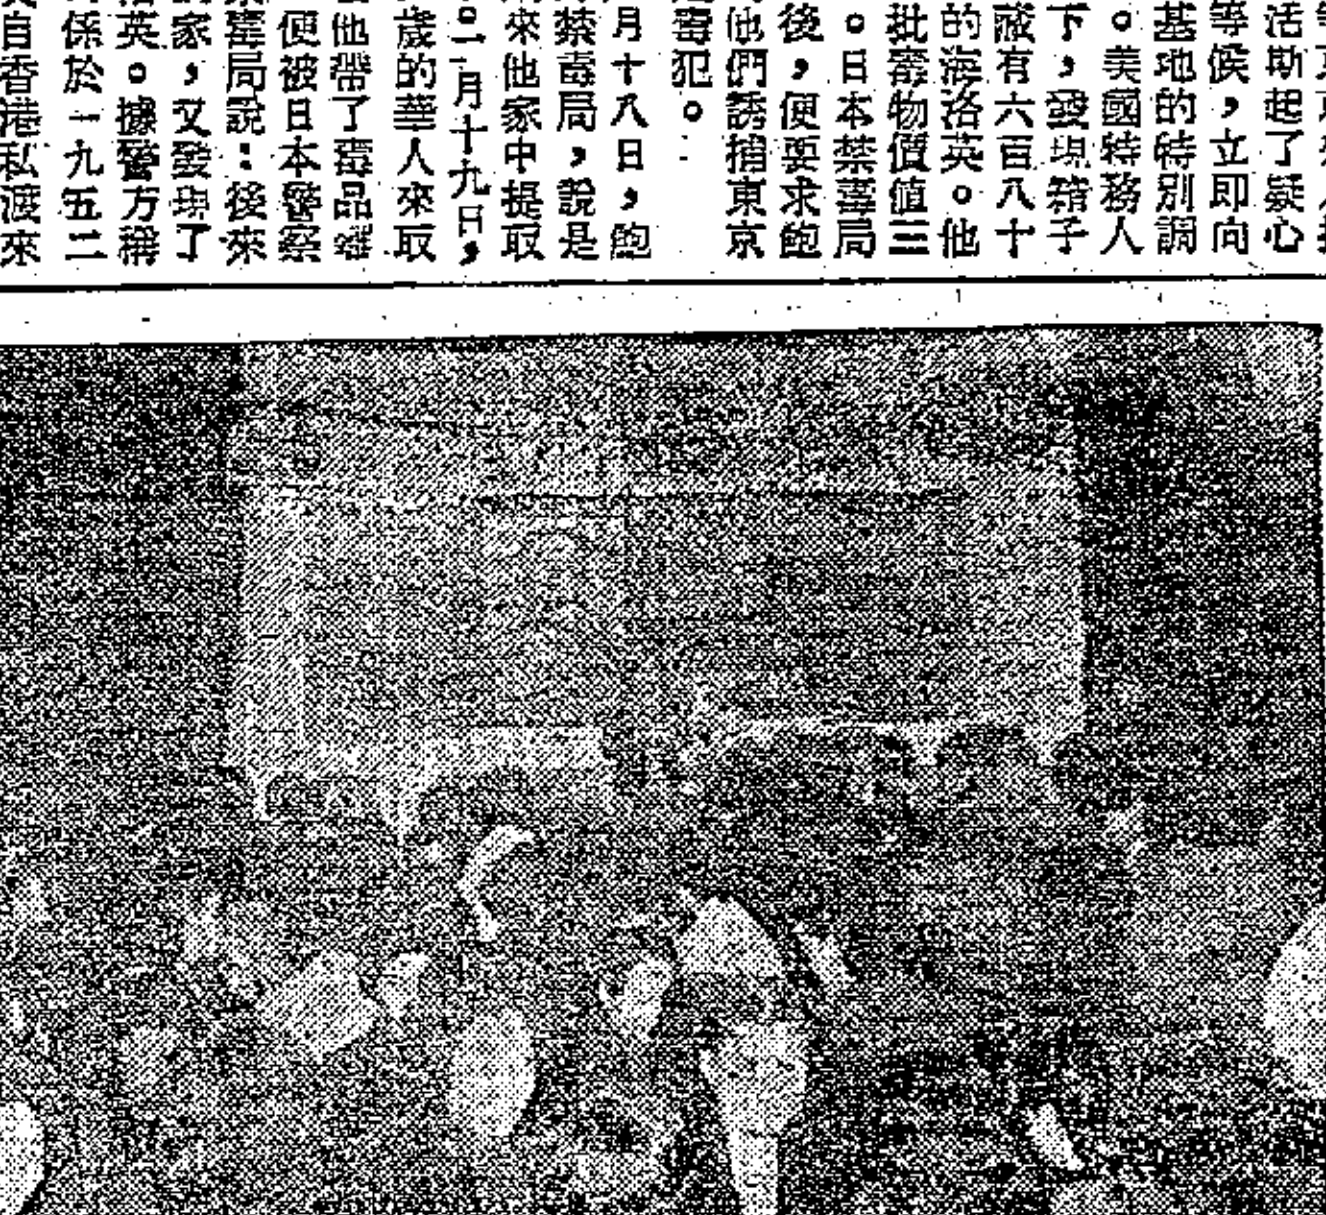 活斯起了疑心
等候，立即向
基地的特別調
。美國特務人
下，發現箱子
藏有六百八十
的海洛英。他
批毒物價值三
。日本禁毒局
後，便要求飽
他們誘捕東京
毒犯。
月十八日，飽
禁毒局，說是
來他家中提取
。二月十九日，
歲的華人來取
他帶了毒品離
便被日本警察
毒局說：後來
家，又發現了
英。據警方稱
係於一九五二
自香港私渡來